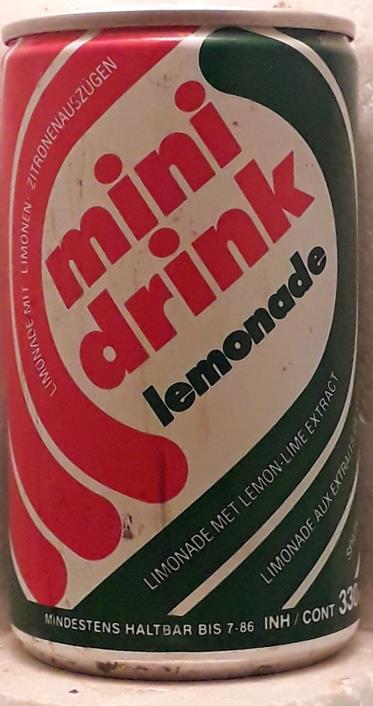 LIMONADE MIT LIMONEN - ZITRONENAUSZÜGEN
mini
drink
lemonade
LIMONADE MET LEMON-LIME EXTRACT
LIMONADE AUX EXTRAITS
MINDESTENS HALTBAR BIS 7-86 INH / CONT 330